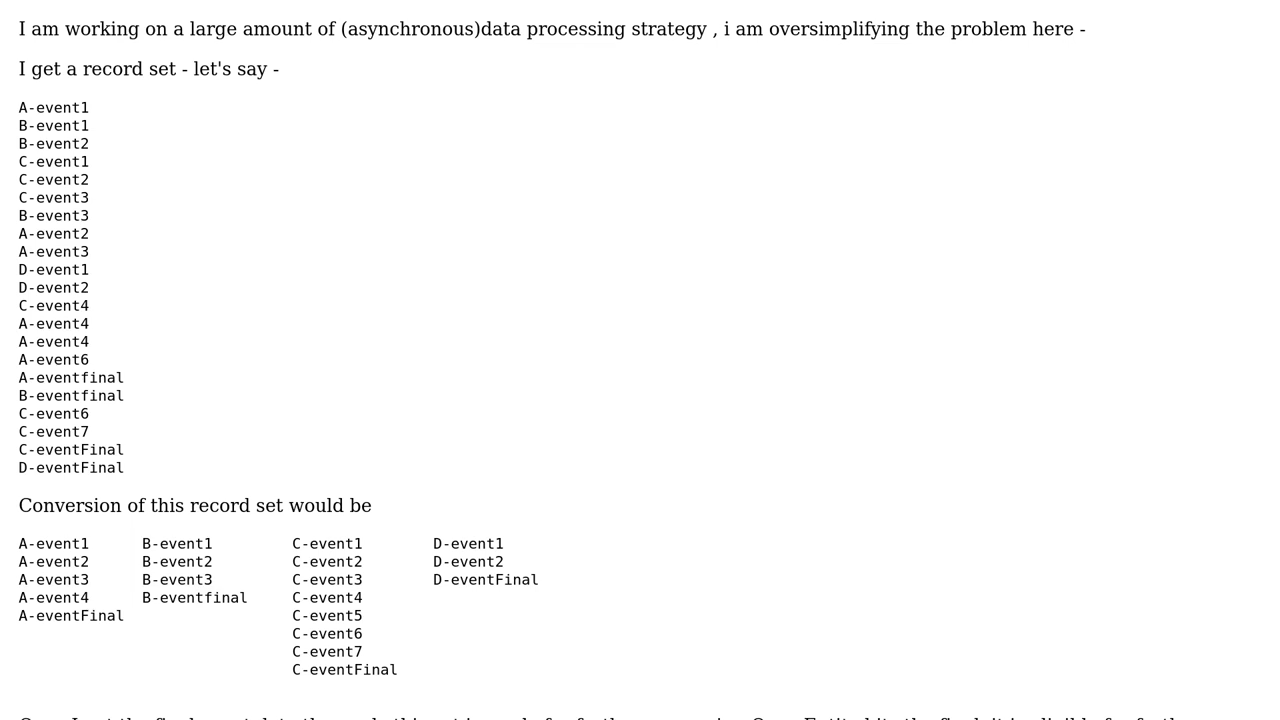 I am working on a large amount of (asynchronous)data processing strategy , i am oversimplifying the problem here -
I get a record set - let's say -
A-event1
B-event1
B-event2
C-event1
C-event2
C-event3
B-event3
A-event2
A-event3
D-event1
D-event2
C-event4
A-event4
A-event4
A-event6
A-eventfinal
B-eventfinal
C-event6
C-event7
C-eventFinal
D-eventFinal
Conversion of this record set would be
A-event1 B-event1 C-event1 D-event1
A-event2 B-event2 C-event2 D-event2
A-event3 B-event3 C-event3 D-eventFinal
A-event4 B-eventfinal C-event4
A-eventFinal C-event5
C-event6
C-event7
C-eventFinal